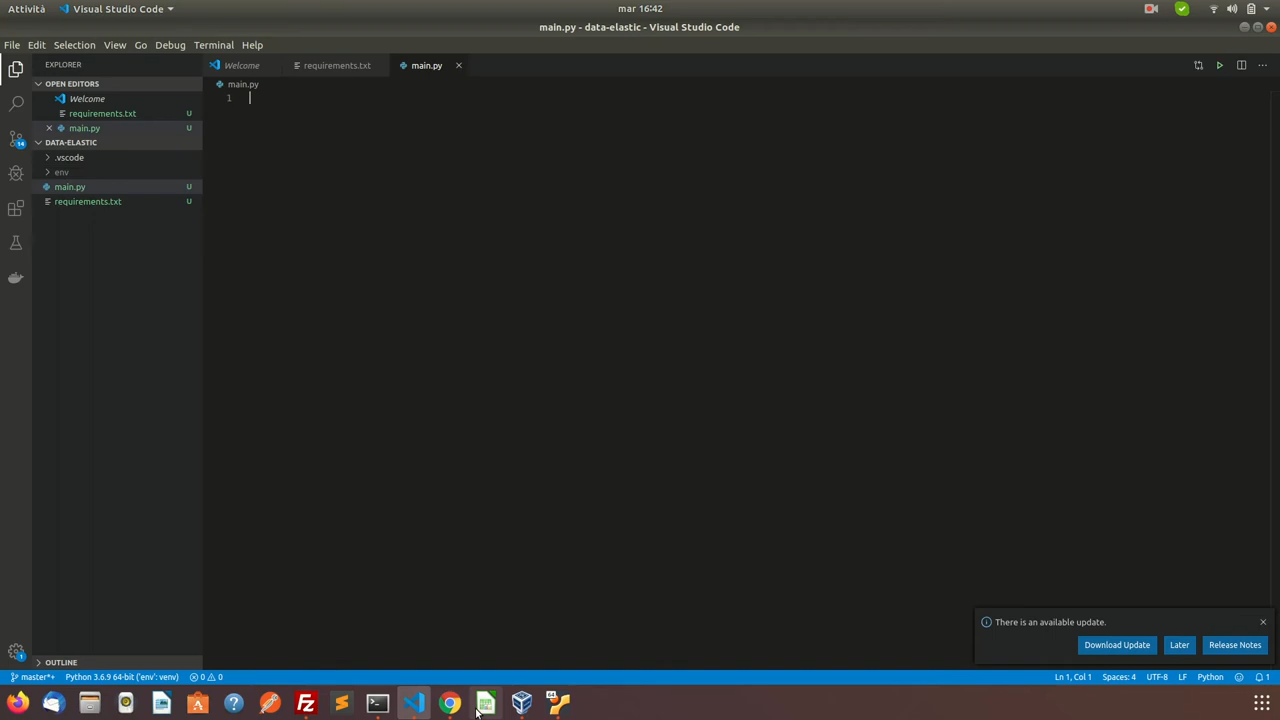 Attività
Visual Studio Code
mar 16:42
main.py - data-elastic - Visual Studio Code
File Edit Selection View Go Debug Terminal Help
EXPLORER
Welcome
requirements.txt
main.py
OPEN EDITORS
main.py
Welcome
1
requirements.txt U
main.py U
DATA-ELASTIC
.vscode
env
main.py U
requirements.txt U
14
There is an available update.
Download Update
Later
Release Notes
1
OUTLINE
master*+
Python 3.6.9 64-bit ('env': venv)
0
0
Ln 1, Col 1
Spaces: 4
UTF-8
LF
Python
1
FZ
64